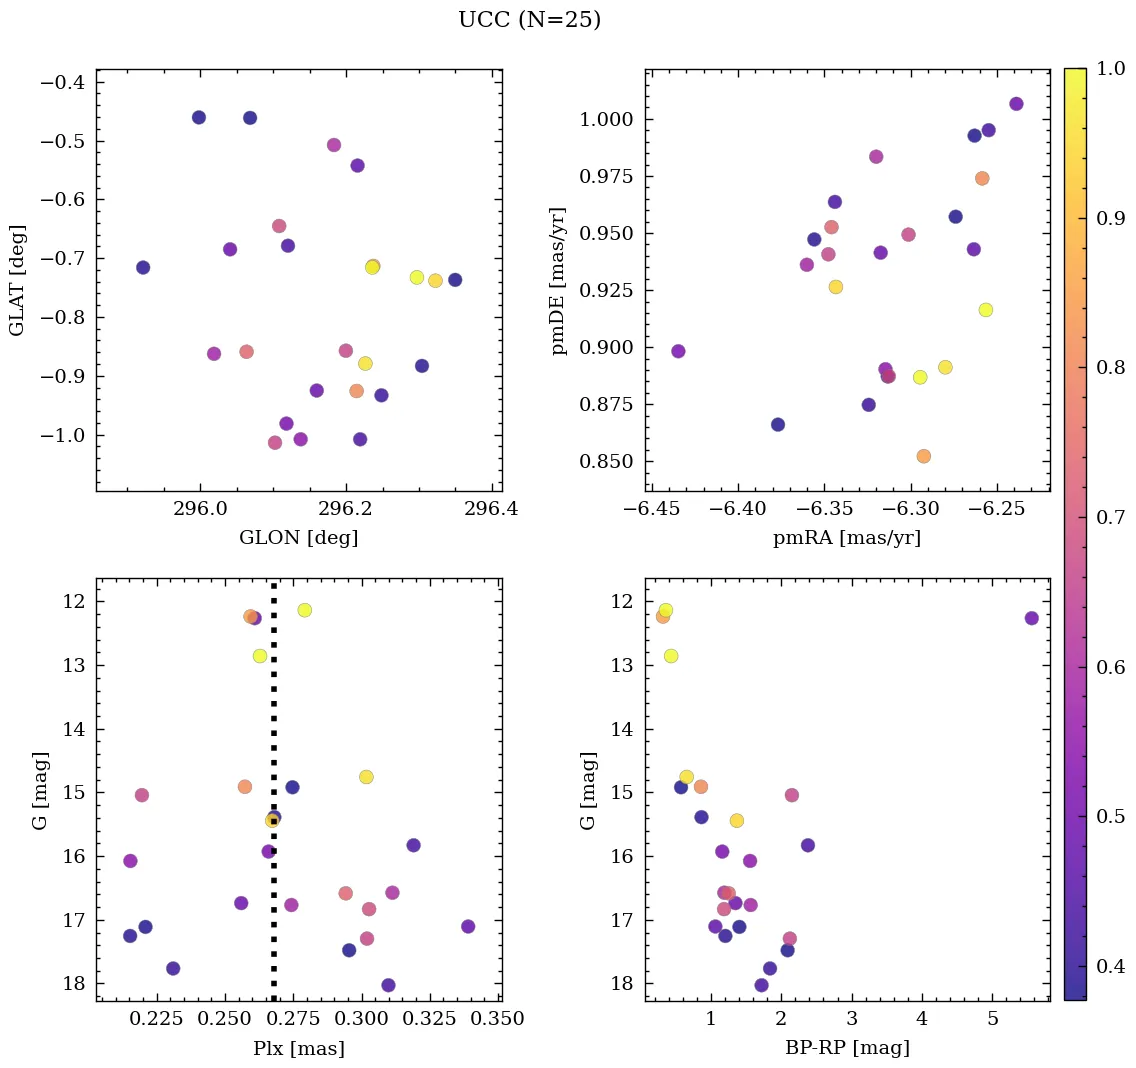 UCC (N=25)
−0.4
−0.5
−0.6
−0.7
−0.8
−0.9
−1.0
GLAT [deg]
296.0 296.2 296.4
GLON [deg]
1.000
0.975
0.950
0.925
0.900
0.875
0.850
pmDE [mas/yr]
−6.45 −6.40 −6.35 −6.30 −6.25
pmRA [mas/yr]
12
13
14
15
16
17
18
G [mag]
0.225 0.250 0.275 0.300 0.325 0.350
Plx [mas]
12
13
14
15
16
17
18
G [mag]
1 2 3 4 5
BP-RP [mag]
1.0
0.9
0.8
0.7
0.6
0.5
0.4